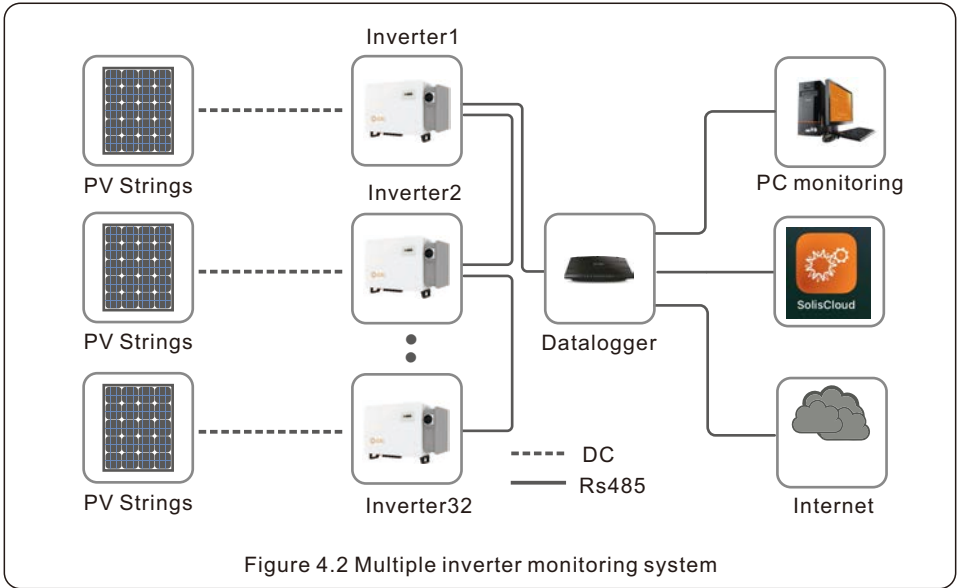 Inverter1
PV Strings
PC monitoring
Inverter2
SolisCloud
PV Strings
Datalogger
DC
Rs485
PV Strings
Inverter32
Internet
Figure 4.2 Multiple inverter monitoring system